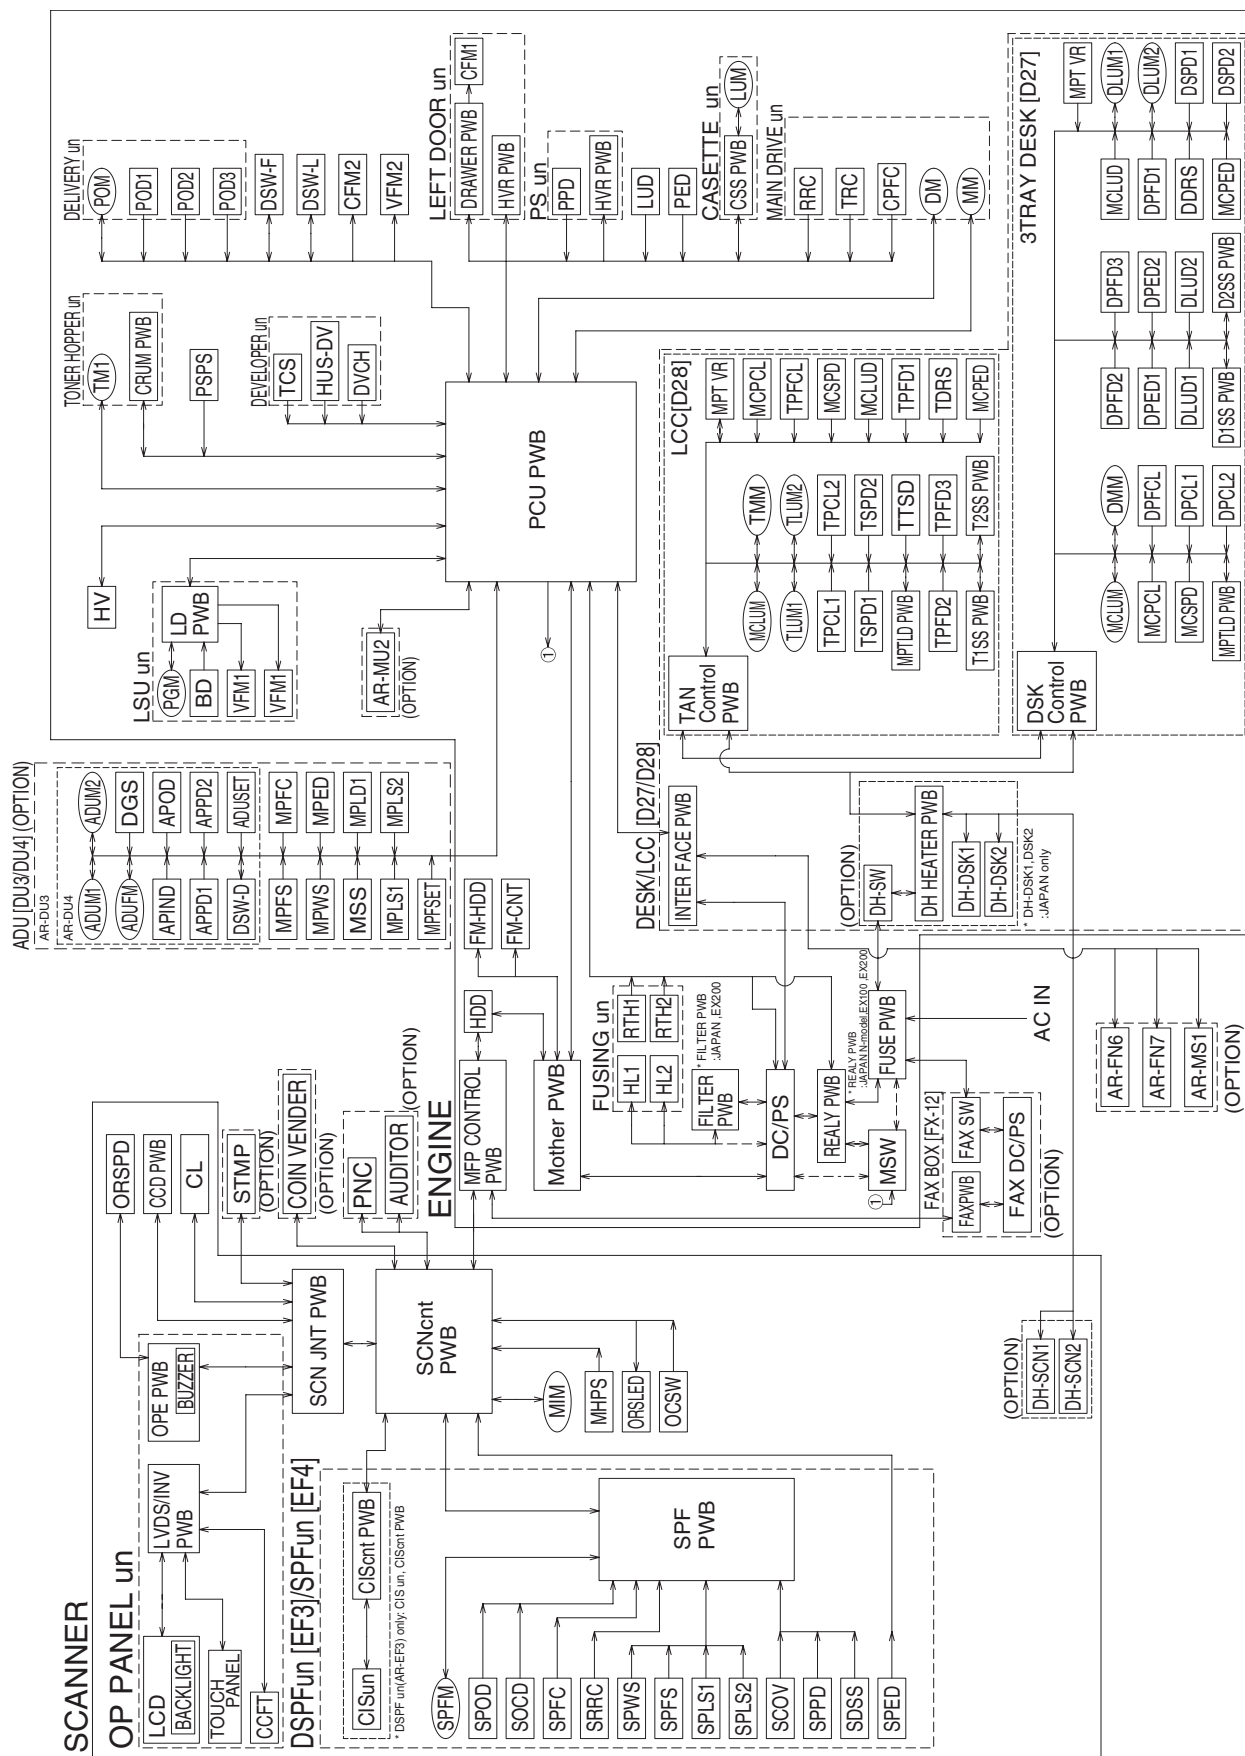 SCANNER
OP PANEL un
LCD
BACKLIGHT
TOUCH
PANEL
CCFT
LVDS/INV
PWB
OPE PWB
BUZZER
ORSPD
CCD PWB
CL
STMP
(OPTION)
COIN VENDER
(OPTION)
PNC
AUDITOR
(OPTION)
SCN JNT PWB
SCNcnt
PWB
MIM
MHPS
ORSLED
OCSW
DSPFun [EF3]/SPFun [EF4]
CISun
CIScnt PWB
* DSPF un(AR-EF3) only: CIS un, CIScnt PWB
SPF
PWB
SPFM
SPOD
SOCD
SPFC
SRRC
SPWS
SPFS
SPLS1
SPLS2
SCOV
SPPD
SDSS
SPED
(OPTION)
DH-SCN1
DH-SCN2
ENGINE
MFP CONTROL
PWB
HDD
FM-HDD
FM-CNT
Mother PWB
FUSING un
HL1
HL2
RTH1
RTH2
FILTER
PWB
* FILTER PWB
:JAPAN ,EX200
DC/PS
REALY PWB
* REALY PWB
:JAPAN N-model,EX100 ,EX200
MSW
1
FUSE PWB
AC IN
FAX BOX [FX-12]
FAXPWB
FAX SW
FAX DC/PS
(OPTION)
AR-FN6
AR-FN7
AR-MS1
(OPTION)
ADU [DU3/DU4] (OPTION)
AR-DU3
AR-DU4
ADUM1
ADUM2
ADUFM
DGS
APIND
APOD
APPD1
APPD2
DSW-D
ADUSET
MPFS
MPFC
MPWS
MPED
MSS
MPLD1
MPLS1
MPLS2
MPFSET
LSU un
PGM
BD
VFM1
VFM1
LD
PWB
HV
AR-MU2
(OPTION)
1
PCU PWB
TONER HOPPER un
TM1
CRUM PWB
PSPS
DEVELOPER un
TCS
HUS-DV
DVCH
DELIVERY un
POM
POD1
POD2
POD3
DSW-F
DSW-L
CFM2
VFM2
LEFT DOOR un
DRAWER PWB
CFM1
HVR PWB
PS un
PPD
HVR PWB
LUD
PED
CASETTE un
CSS PWB
LUM
MAIN DRIVE un
RRC
TRC
CPFC
DM
MM
DESK/LCC [D27/D28]
INTER FACE PWB
(OPTION)
DH-SW
DH HEATER PWB
DH-DSK1
DH-DSK2
* DH-DSK1,DSK2
:JAPAN only
LCC[D28]
TAN
Control
PWB
MCLUM
TMM
TLUM1
TLUM2
TPCL1
TPCL2
TSPD1
TSPD2
MPTLD PWB
TTSD
TPFD2
TPFD3
T1SS PWB
T2SS PWB
MPT VR
MCPCL
TPFCL
MCSPD
MCLUD
TPFD1
TDRS
MCPED
3TRAY DESK [D27]
DSK
Control
PWB
MCLUM
DMM
MCPCL
DPFCL
MCSPD
DPCL1
MPTLD PWB
DPCL2
DPFD2
DPFD3
DPED1
DPED2
DLUD1
DLUD2
D1SS PWB
D2SS PWB
MPT VR
MCLUD
DLUM1
DPFD1
DLUM2
DDRS
DSPD1
MCPED
DSPD2